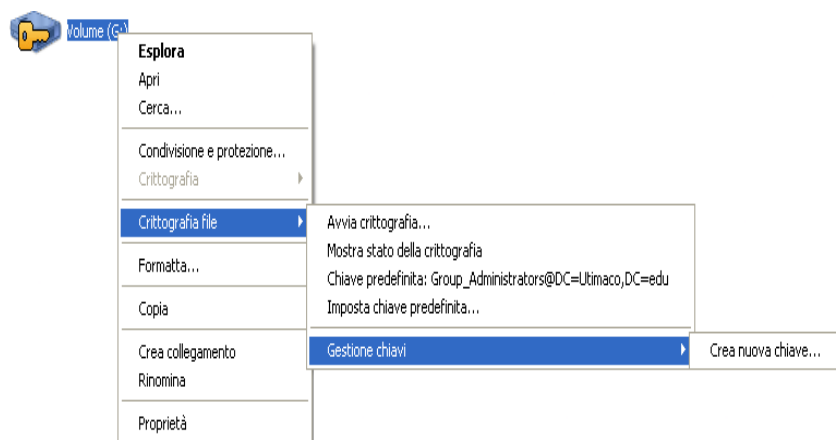 Volume (G:)
Esplora
Apri
Cerca...
Condivisione e protezione...
Crittografia
Crittografia file
Formatta...
Copia
Crea collegamento
Rinomina
Proprietà
Avvia crittografia...
Mostra stato della crittografia
Chiave predefinita: Group_Administrators@DC=Utimaco,DC=edu
Imposta chiave predefinita...
Gestione chiavi
Crea nuova chiave...